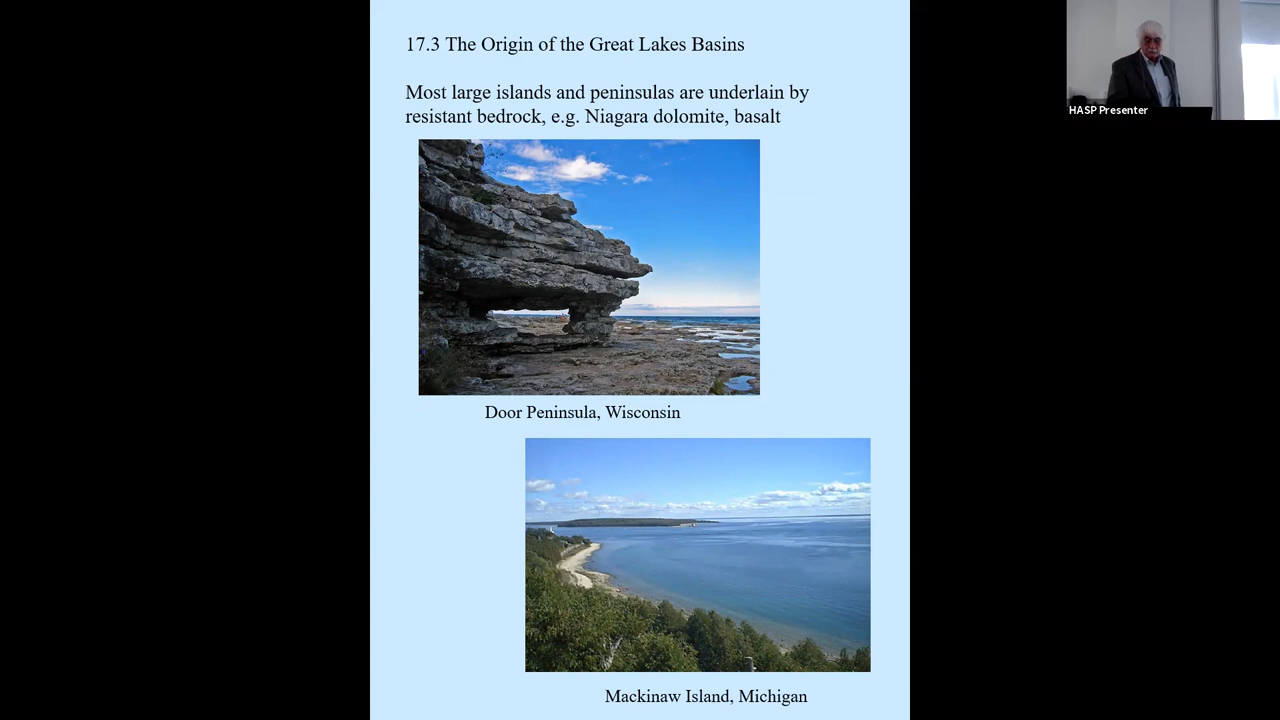 17.3 The Origin of the Great Lakes Basins
Most large islands and peninsulas are underlain by
resistant bedrock, e.g. Niagara dolomite, basalt
Door Peninsula, Wisconsin
Mackinaw Island, Michigan
HASP Presenter